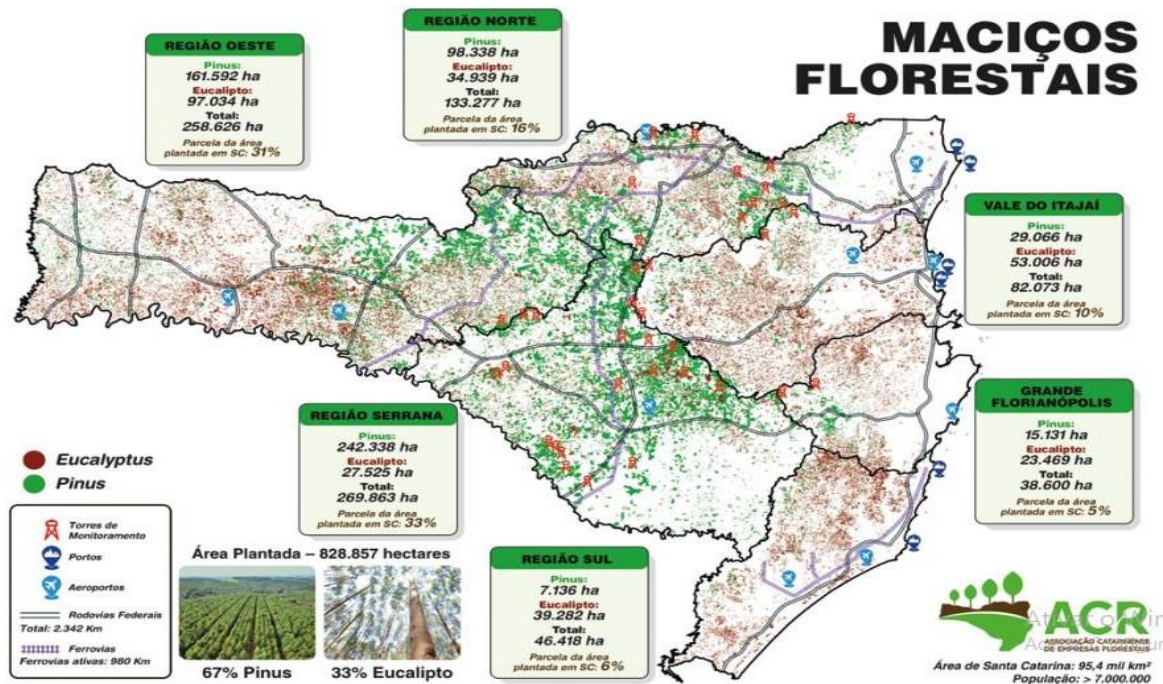 MACIÇOS
FLORESTAIS
REGIÃO OESTE
Pinus:
161.592 ha
Eucalipto:
97.034 ha
Total:
258.626 ha
Parcela da área
plantada em SC: 31%
REGIÃO NORTE
Pinus:
98.338 ha
Eucalipto:
34.939 ha
Total:
133.277 ha
Parcela da área
plantada em SC: 16%
VALE DO ITAJAÍ
Pinus:
29.066 ha
Eucalipto:
53.006 ha
Total:
82.073 ha
Parcela da área
plantada em SC: 10%
GRANDE
FLORIANÓPOLIS
Pinus:
15.131 ha
Eucalipto:
23.469 ha
Total:
38.600 ha
Parcela da área
plantada em SC: 5%
REGIÃO SERRANA
Pinus:
242.338 ha
Eucalipto:
27.525 ha
Total:
269.863 ha
Parcela da área
plantada em SC: 33%
REGIÃO SUL
Pinus:
7.136 ha
Eucalipto:
39.282 ha
Total:
46.418 ha
Parcela da área
plantada em SC: 6%
Eucalyptus
Pinus
Torres de
Monitoramento
Portos
Aeroportos
Rodovias Federais
Total: 2.342 Km
Ferrovias
Ferrovias ativas: 980 Km
Área Plantada – 828.857 hectares
67% Pinus
33% Eucalipto
ACR
ASSOCIAÇÃO CATARINENSE
DE EMPRESAS FLORESTAIS
Área de Santa Catarina: 95,4 mil km²
População: > 7.000.000